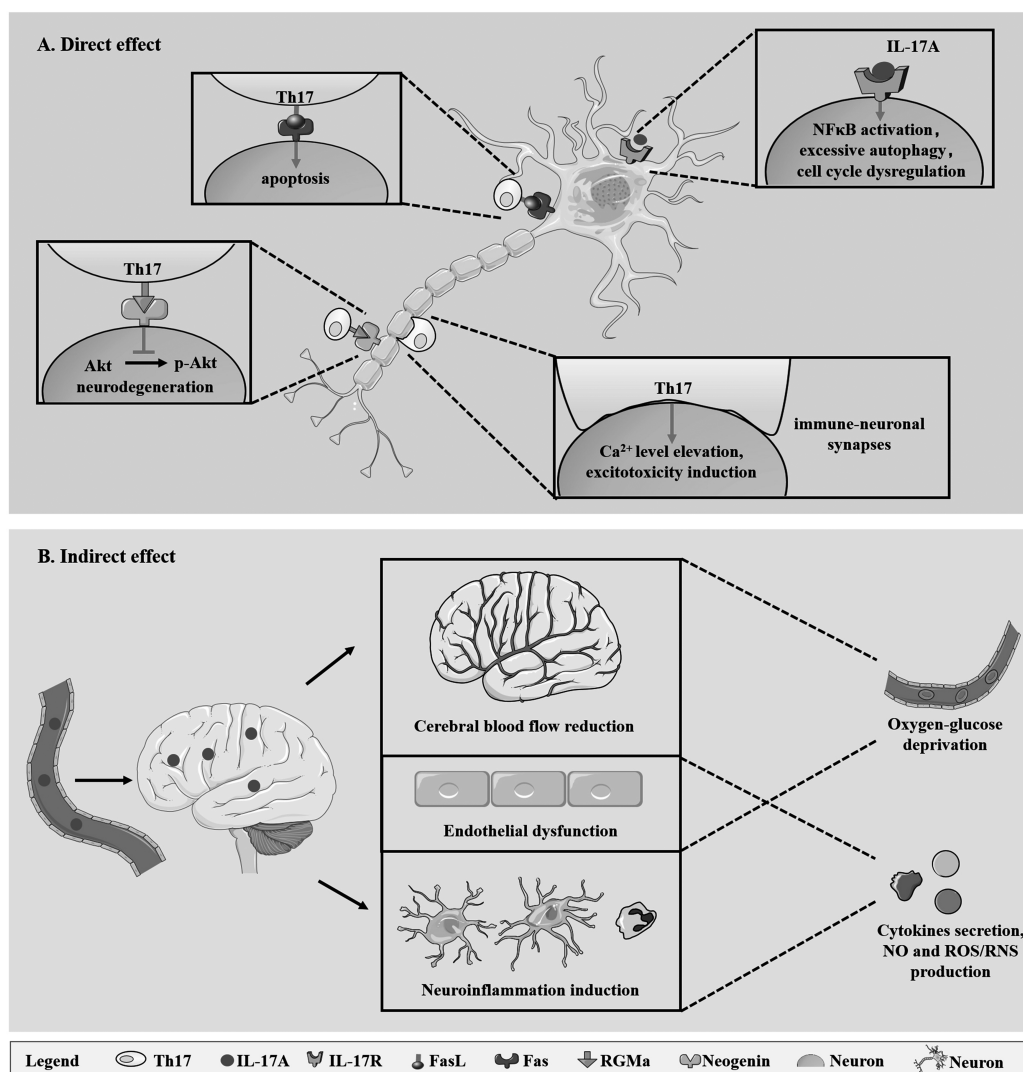 A. Direct effect
Th17
apoptosis
IL-17A
NFκB activation,
excessive autophagy,
cell cycle dysregulation
Th17
Akt p-Akt
neurodegeneration
Th17
Ca²⁺ level elevation,
excitotoxicity induction
immune-neuronal
synapses
B. Indirect effect
Cerebral blood flow reduction
Endothelial dysfunction
Neuroinflammation induction
Oxygen-glucose
deprivation
Cytokines secretion,
NO and ROS/RNS
production
Legend Th17 IL-17A IL-17R FasL Fas RGMa Neogenin Neuron Neuron